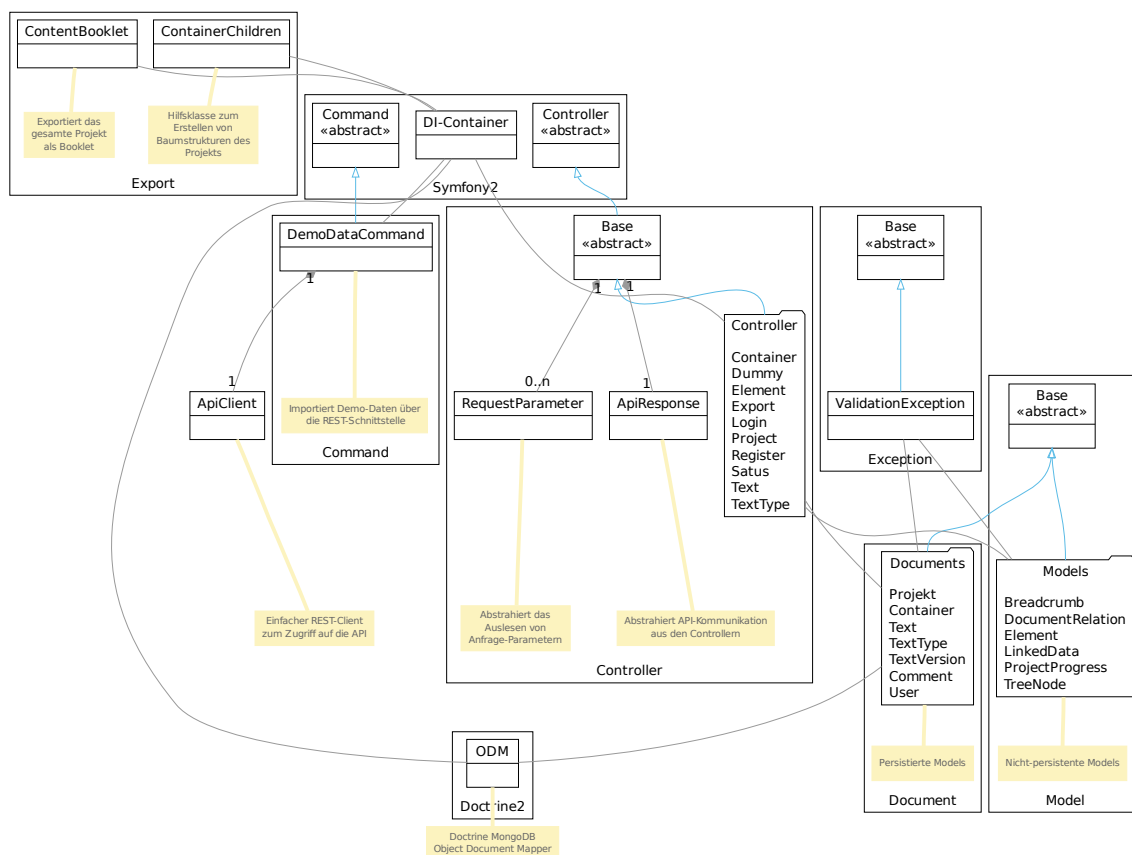 ContentBooklet
ContainerChildren
Exportiert das
gesamte Projekt
als Booklet
Hilfsklasse zum
Erstellen von
Baumstrukturen des
Projekts
Export
Command
«abstract»
DI-Container
Controller
«abstract»
Symfony2
DemoDataCommand
1
1
ApiClient
Importiert Demo-Daten über
die REST-Schnittstelle
Command
Einfacher REST-Client
zum Zugriff auf die API
Base
«abstract»
1
1
0..n
1
RequestParameter
ApiResponse
Controller
Container
Dummy
Element
Export
Login
Project
Register
Satus
Text
TextType
Abstrahiert das
Auslesen von
Anfrage-Parametern
Abstrahiert API-Kommunikation
aus den Controllern
Controller
Base
«abstract»
ValidationException
Exception
Base
«abstract»
Documents
Projekt
Container
Text
TextType
TextVersion
Comment
User
Persistierte Models
Document
Models
Breadcrumb
DocumentRelation
Element
LinkedData
ProjectProgress
TreeNode
Nicht-persistente Models
Model
ODM
Doctrine2
Doctrine MongoDB
Object Document Mapper